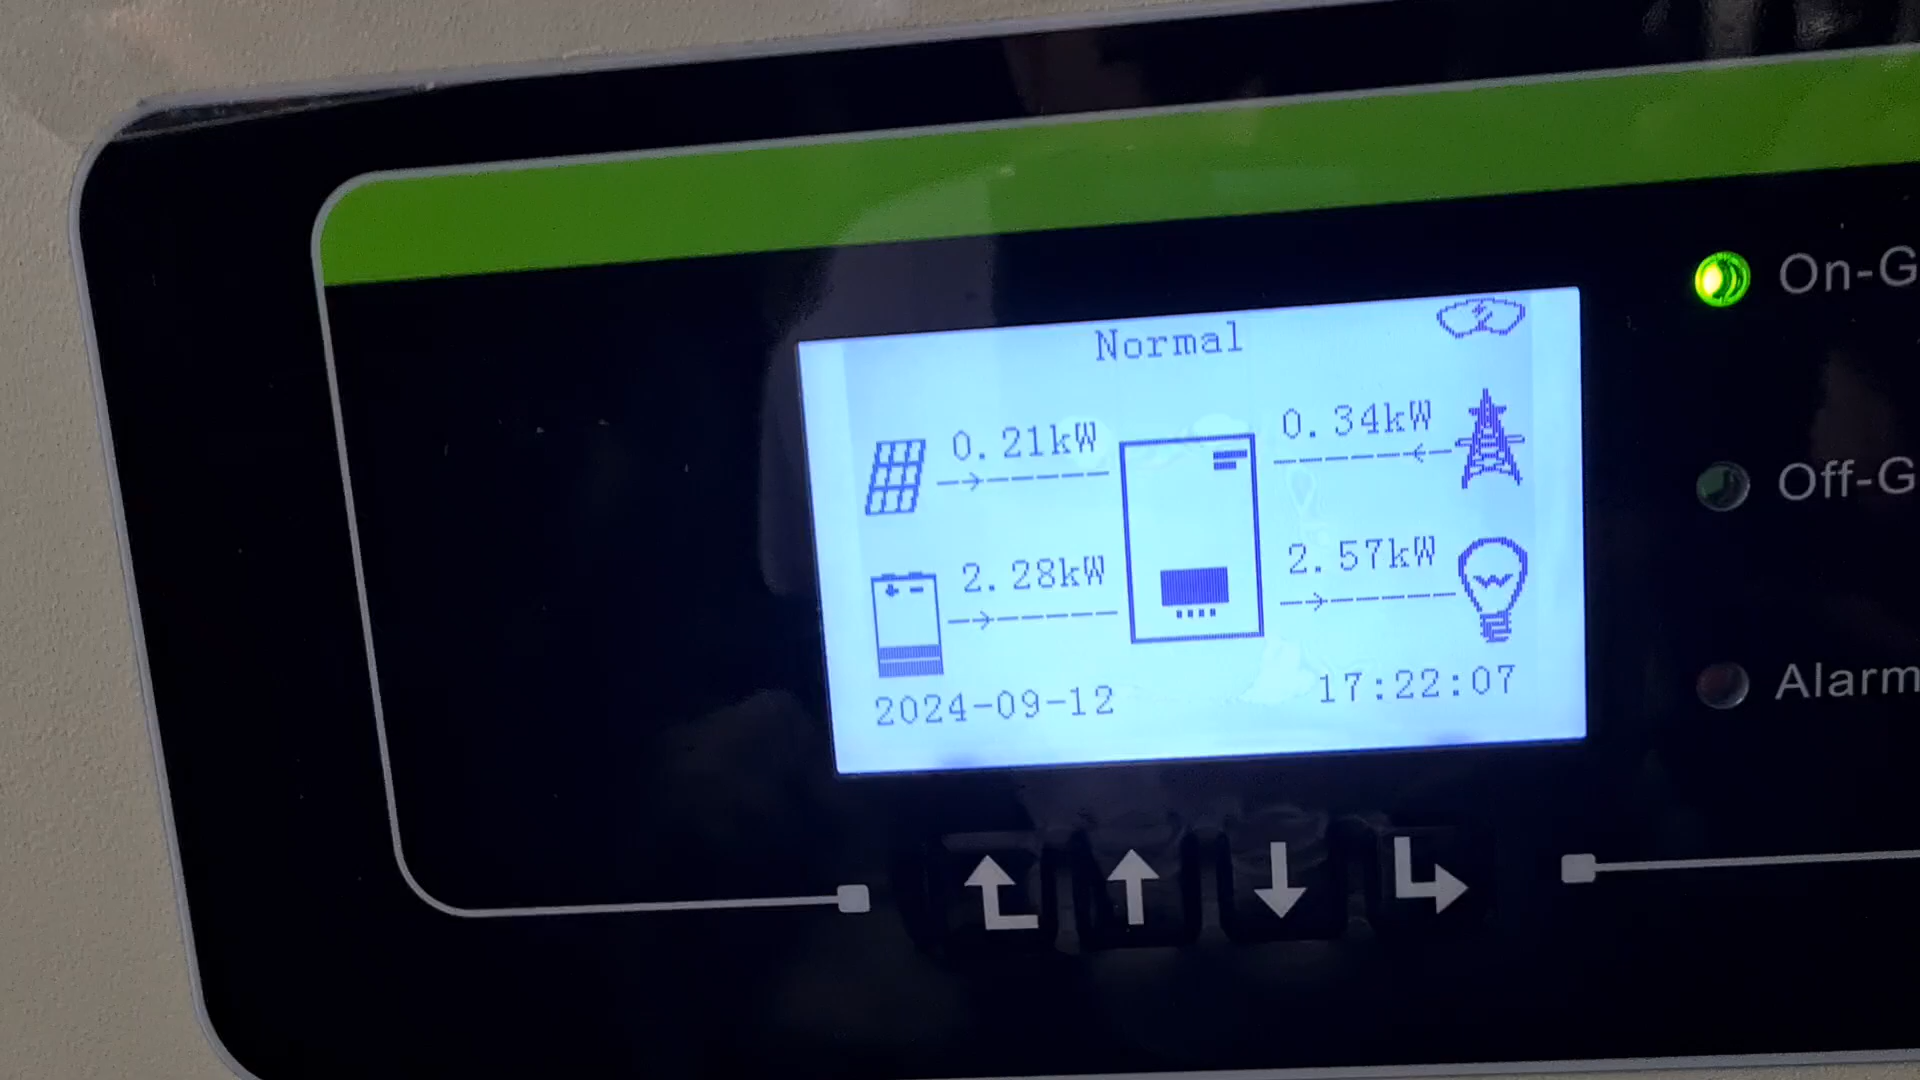 Normal
0.21kW
0.34kW
2.28kW
2.57kW
2024-09-12
17:22:07
On-G
Off-G
Alarm